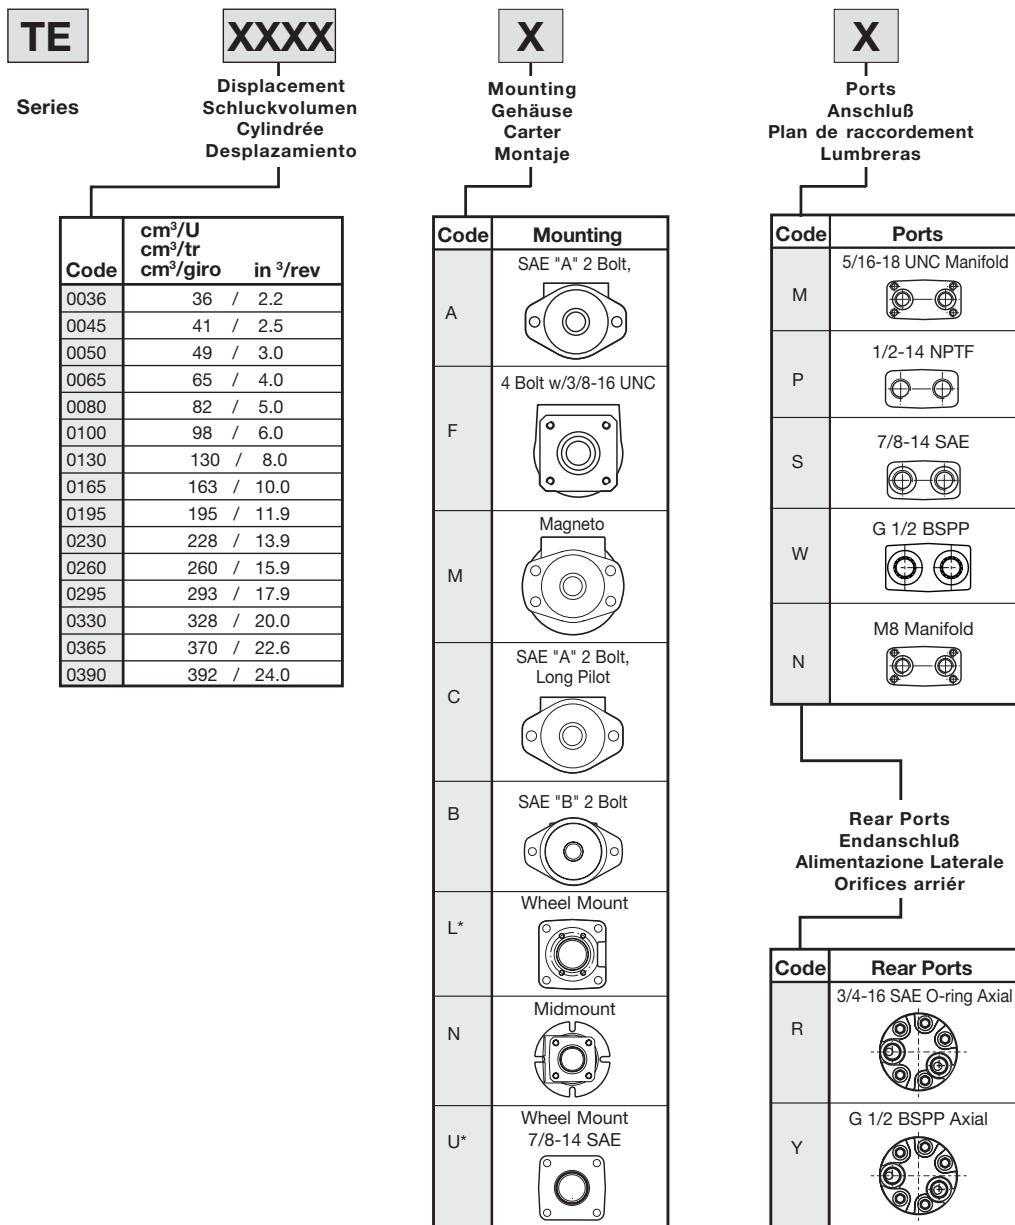 TE
XXXX
X
X
Series
Displacement
Schluckvolumen
Cylindrée
Desplazamiento
Mounting
Gehäuse
Carter
Montaje
Ports
Anschluß
Plan de raccordement
Lumbreras
Code cm³/U
cm³/tr
cm³/giro in ³/rev
0036 36 / 2.2
0045 41 / 2.5
0050 49 / 3.0
0065 65 / 4.0
0080 82 / 5.0
0100 98 / 6.0
0130 130 / 8.0
0165 163 / 10.0
0195 195 / 11.9
0230 228 / 13.9
0260 260 / 15.9
0295 293 / 17.9
0330 328 / 20.0
0365 370 / 22.6
0390 392 / 24.0
Code Mounting
SAE "A" 2 Bolt,
A
4 Bolt w/3/8-16 UNC
F
Magneto
M
SAE "A" 2 Bolt,
Long Pilot
C
SAE "B" 2 Bolt
B
Wheel Mount
L*
Midmount
N
Wheel Mount
7/8-14 SAE
U*
Code Ports
5/16-18 UNC Manifold
M
1/2-14 NPTF
P
7/8-14 SAE
S
G 1/2 BSPP
W
M8 Manifold
N
Rear Ports
Endanschluß
Alimentazione Laterale
Orifices arriér
Code Rear Ports
3/4-16 SAE O-ring Axial
R
G 1/2 BSPP Axial
Y